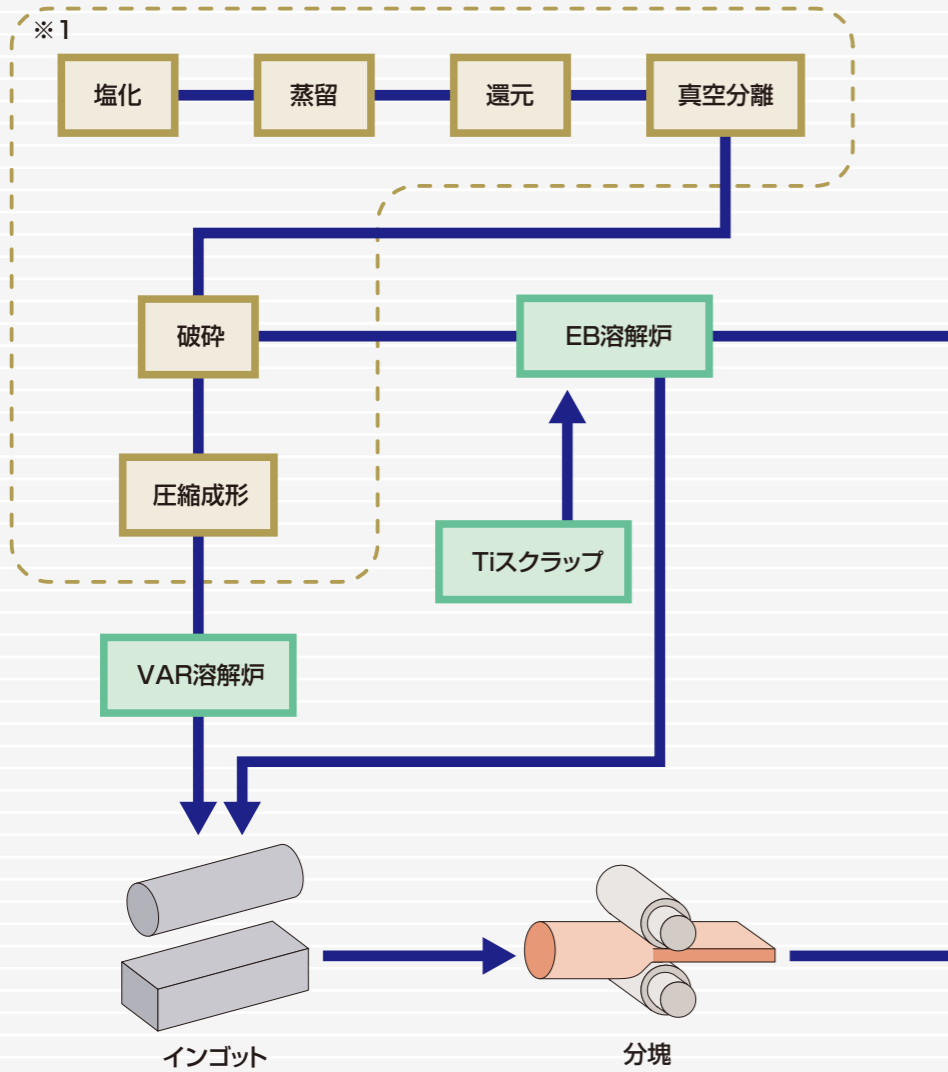 ※1
塩化
蒸留
還元
真空分離
破砕
EB溶解炉
圧縮成形
Tiスクラップ
VAR溶解炉
インゴット
分塊